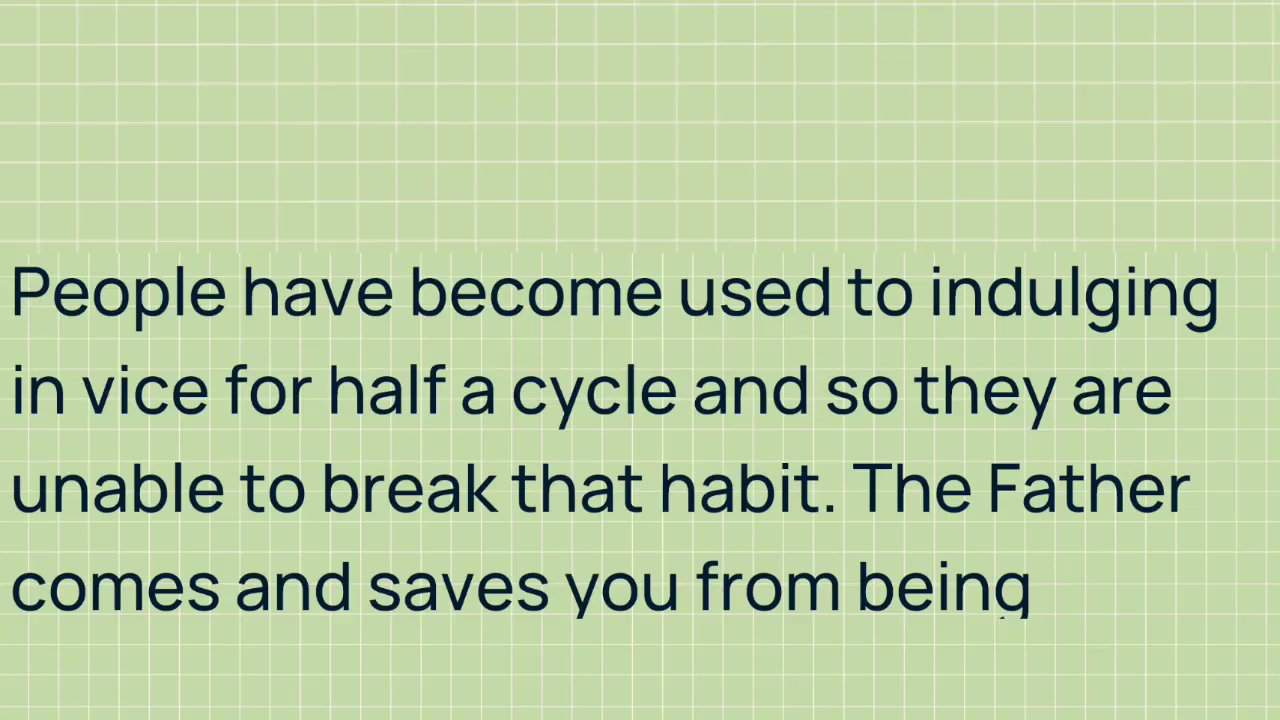 People have become used to indulging
in vice for half a cycle and so they are
unable to break that habit. The Father
comes and saves you from being